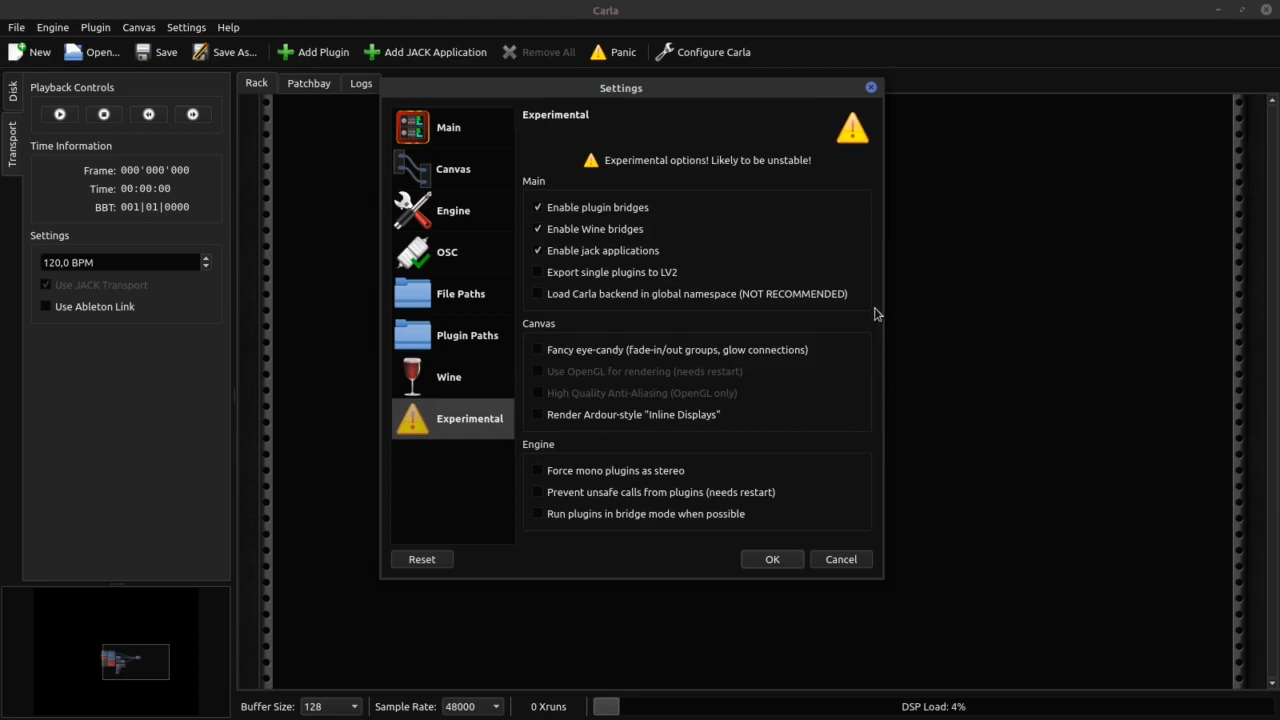 Carla
File Engine Plugin Canvas Settings Help
New Open... Save Save As... Add Plugin Add JACK Application Remove All Panic Configure Carla
Disk
Transport
Playback Controls
Time Information
Frame: 000'000'000
Time: 00:00:00
BBT: 001|01|0000
Settings
120,0 BPM
Use JACK Transport
Use Ableton Link
Rack Patchbay Logs
Settings
Main
Canvas
Engine
OSC
File Paths
Plugin Paths
Wine
Experimental
Experimental
Experimental options! Likely to be unstable!
Main
Enable plugin bridges
Enable Wine bridges
Enable jack applications
Export single plugins to LV2
Load Carla backend in global namespace (NOT RECOMMENDED)
Canvas
Fancy eye-candy (fade-in/out groups, glow connections)
Use OpenGL for rendering (needs restart)
High Quality Anti-Aliasing (OpenGL only)
Render Ardour-style "Inline Displays"
Engine
Force mono plugins as stereo
Prevent unsafe calls from plugins (needs restart)
Run plugins in bridge mode when possible
Reset OK Cancel
Buffer Size: 128 Sample Rate: 48000 0 Xruns DSP Load: 4%